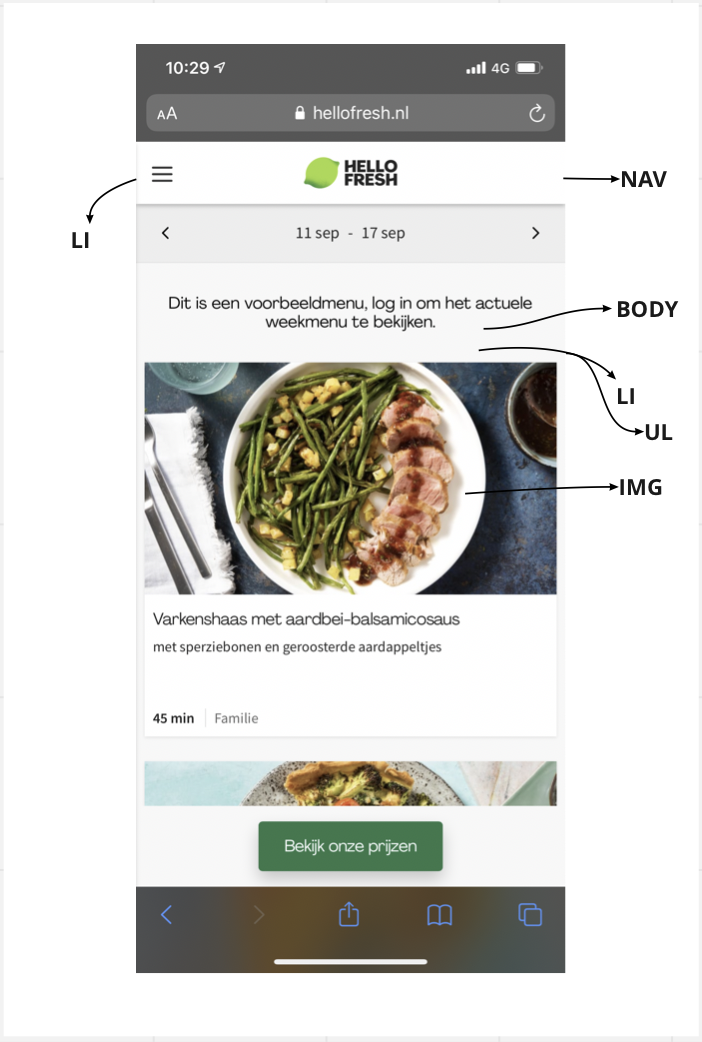 10:29
4G
AA
hellofresh.nl
HELLO
FRESH
NAV
LI
11 sep - 17 sep
Dit is een voorbeeldmenu, log in om het actuele
weekmenu te bekijken.
BODY
LI
UL
IMG
Varkenshaas met aardbei-balsamicosaus
met sperziebonen en geroosterde aardappeltjes
45 min
Familie
Bekijk onze prijzen